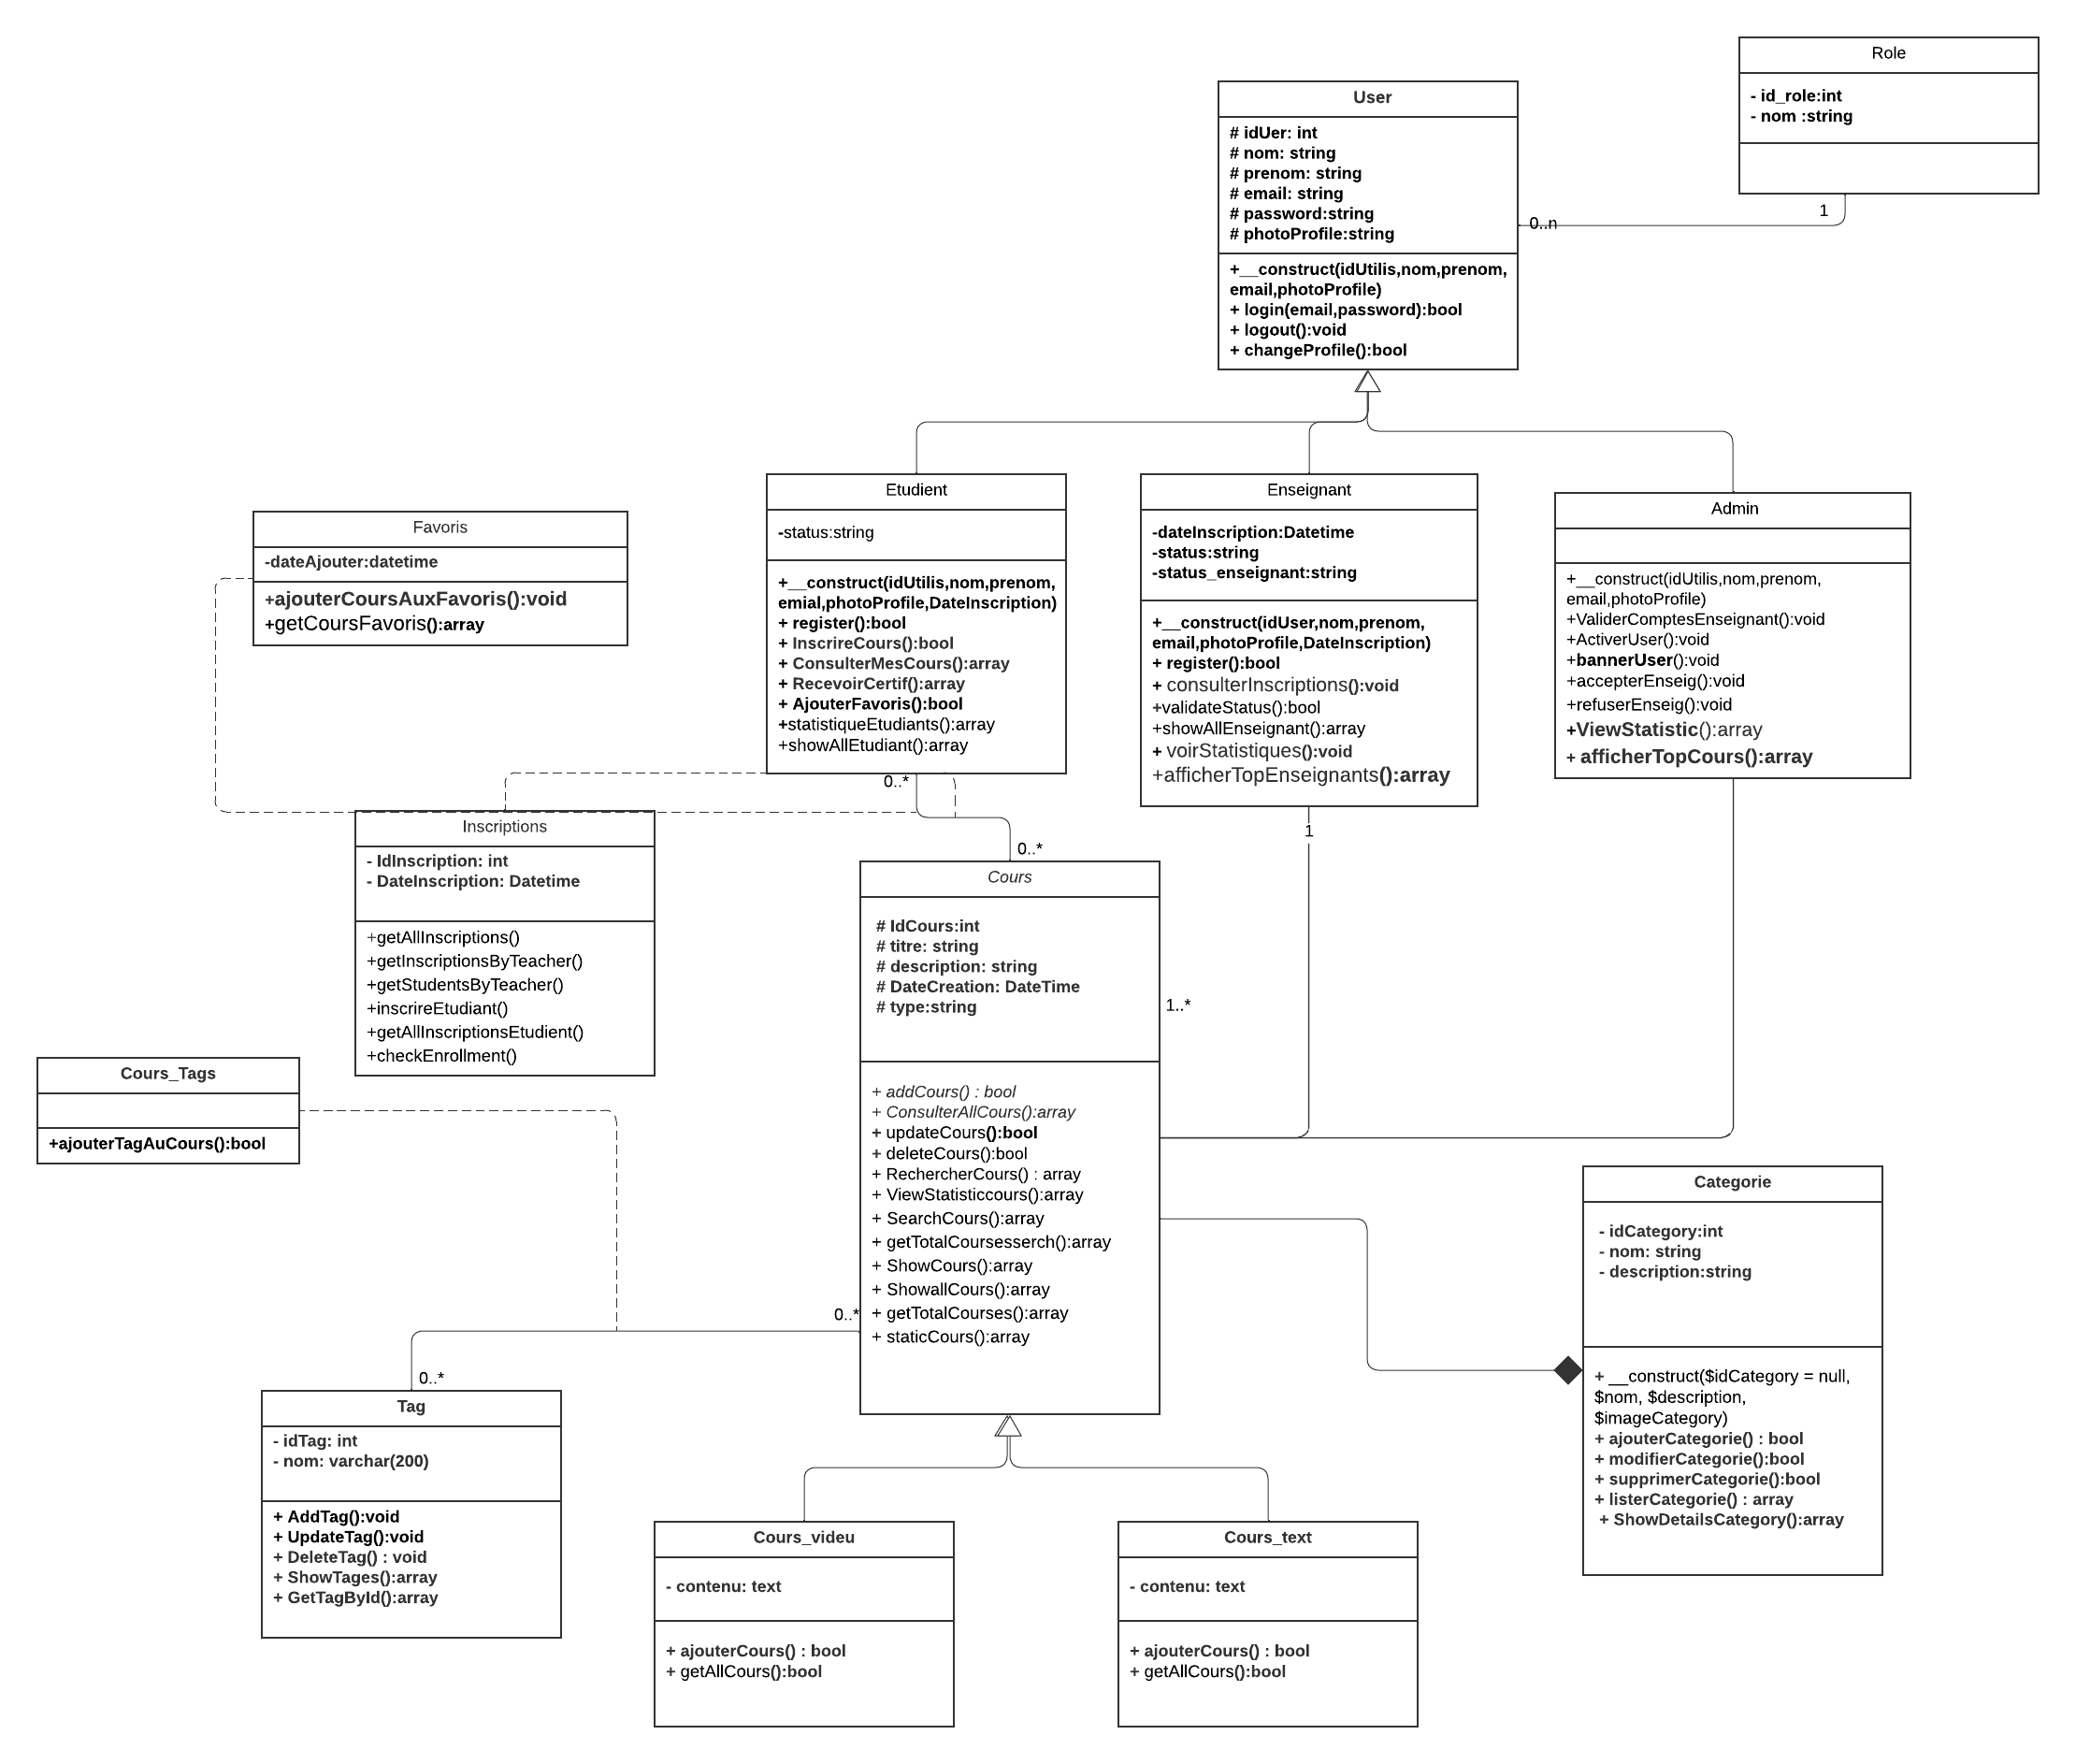 Role
- id_role:int
- nom :string
User
# idUer: int
# nom: string
# prenom: string
# email: string
# password:string
# photoProfile:string
+__construct(idUtilis,nom,prenom,
email,photoProfile)
+ login(email,password):bool
+ logout():void
+ changeProfile():bool
0..n
1
Etudient
-status:string
+__construct(idUtilis,nom,prenom,
emial,photoProfile,DateInscription)
+ register():bool
+ InscrireCours():bool
+ ConsulterMesCours():array
+ RecevoirCertif():array
+ AjouterFavoris():bool
+statistiqueEtudiants():array
+showAllEtudiant():array
0..*
0..*
Enseignant
-dateInscription:Datetime
-status:string
-status_enseignant:string
+__construct(idUser,nom,prenom,
email,photoProfile,DateInscription)
+ register():bool
+ consulterInscriptions():void
+validateStatus():bool
+showAllEnseignant():array
+ voirStatistiques():void
+afficherTopEnseignants():array
1
1..*
Admin
+__construct(idUtilis,nom,prenom,
email,photoProfile)
+ValiderComptesEnseignant():void
+ActiverUser():void
+bannerUser():void
+accepterEnseig():void
+refuserEnseig():void
+ViewStatistic():array
+ afficherTopCours():array
Favoris
-dateAjouter:datetime
+ajouterCoursAuxFavoris():void
+getCoursFavoris():array
Inscriptions
- IdInscription: int
- DateInscription: Datetime
+getAllInscriptions()
+getInscriptionsByTeacher()
+getStudentsByTeacher()
+inscrireEtudiant()
+getAllInscriptionsEtudient()
+checkEnrollment()
Cours
# IdCours:int
# titre: string
# description: string
# DateCreation: DateTime
# type:string
+ addCours() : bool
+ ConsulterAllCours():array
+ updateCours():bool
+ deleteCours():bool
+ RechercherCours() : array
+ ViewStatisticcours():array
+ SearchCours():array
+ getTotalCoursesserch():array
+ ShowCours():array
+ ShowallCours():array
+ getTotalCourses():array
+ staticCours():array
Cours_Tags
+ajouterTagAuCours():bool
0..*
0..*
Tag
- idTag: int
- nom: varchar(200)
+ AddTag():void
+ UpdateTag():void
+ DeleteTag() : void
+ ShowTages():array
+ GetTagById():array
Categorie
- idCategory:int
- nom: string
- description:string
+ __construct($idCategory = null,
$nom, $description,
$imageCategory)
+ ajouterCategorie() : bool
+ modifierCategorie():bool
+ supprimerCategorie():bool
+ listerCategorie() : array
+ ShowDetailsCategory():array
Cours_videu
- contenu: text
+ ajouterCours() : bool
+ getAllCours():bool
Cours_text
- contenu: text
+ ajouterCours() : bool
+ getAllCours():bool